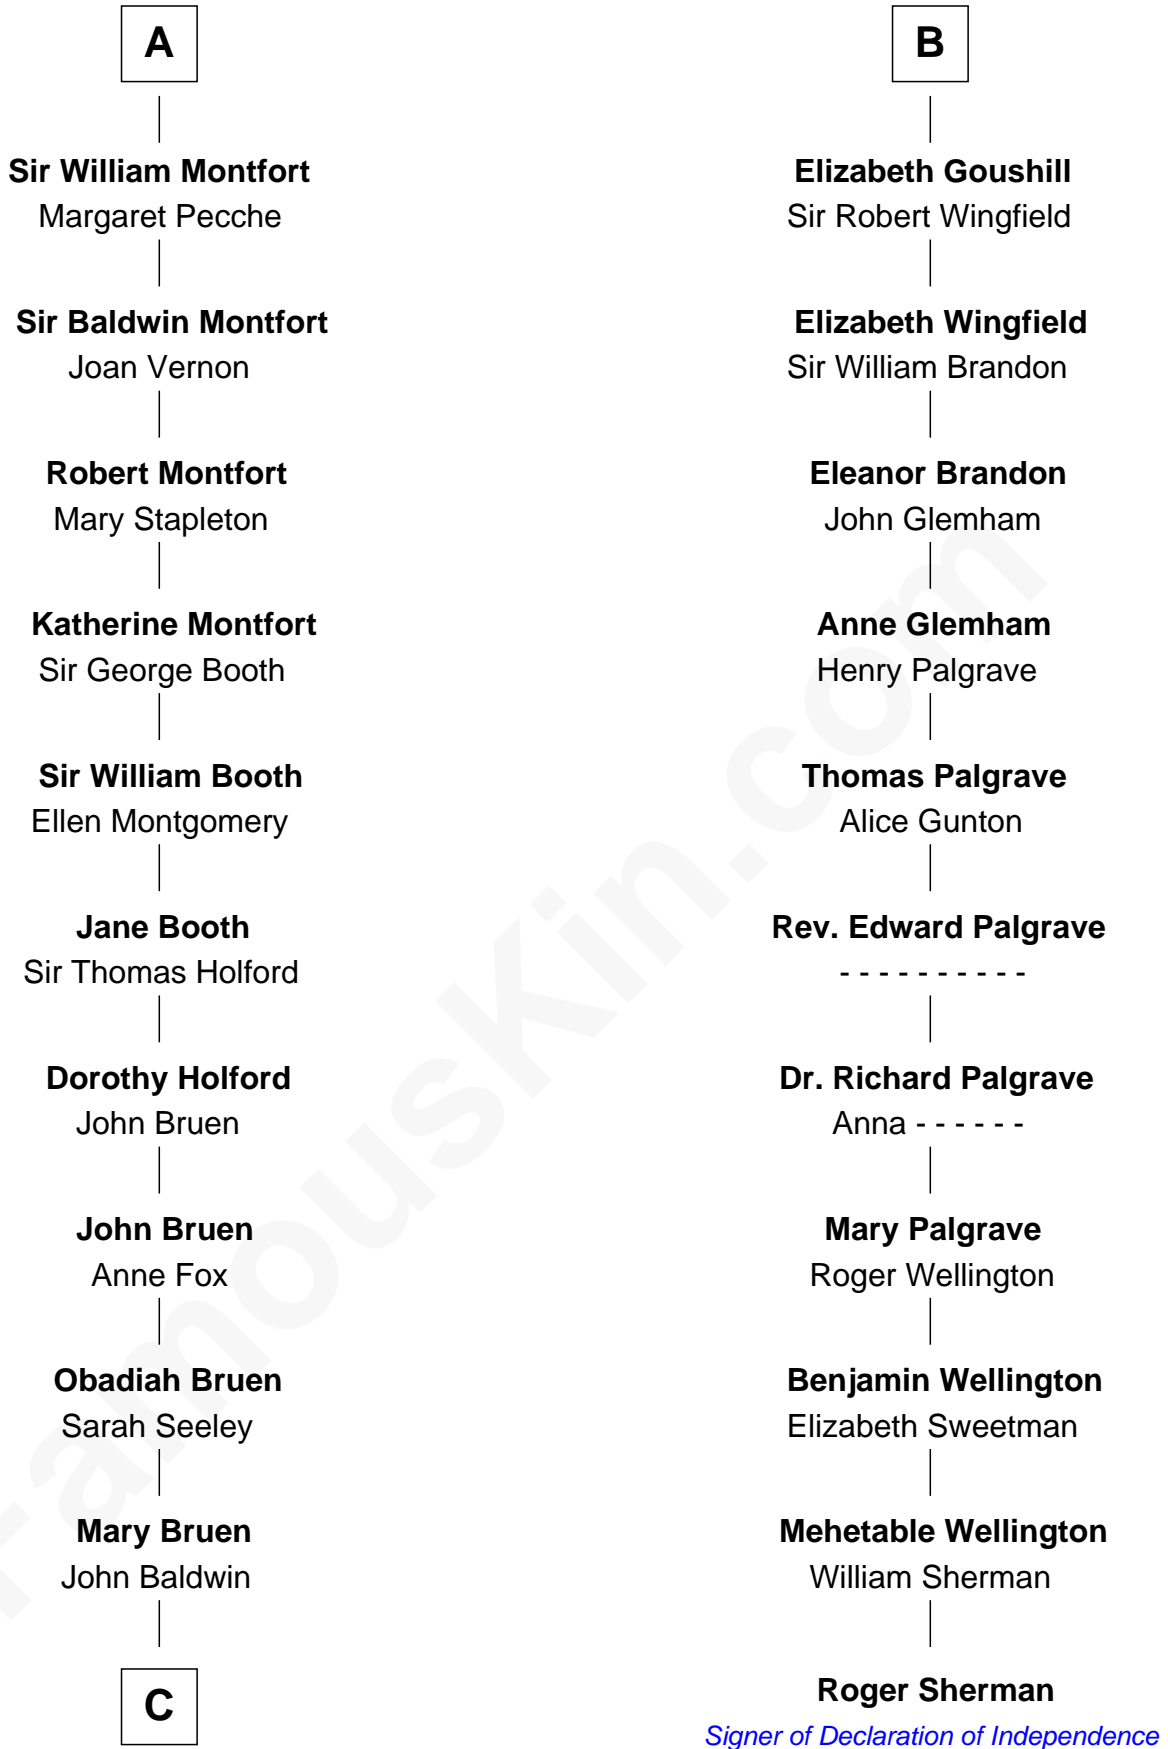 A
Sir William Montfort
Margaret Pecche
Sir Baldwin Montfort
Joan Vernon
Robert Montfort
Mary Stapleton
Katherine Montfort
Sir George Booth
Sir William Booth
Ellen Montgomery
Jane Booth
Sir Thomas Holford
Dorothy Holford
John Bruen
John Bruen
Anne Fox
Obadiah Bruen
Sarah Seeley
Mary Bruen
John Baldwin
C
B
Elizabeth Goushill
Sir Robert Wingfield
Elizabeth Wingfield
Sir William Brandon
Eleanor Brandon
John Glemham
Anne Glemham
Henry Palgrave
Thomas Palgrave
Alice Gunton
Rev. Edward Palgrave
- - - - - - - - - -
Dr. Richard Palgrave
Anna - - - - - -
Mary Palgrave
Roger Wellington
Benjamin Wellington
Elizabeth Sweetman
Mehetable Wellington
William Sherman
Roger Sherman
Signer of Declaration of Independence
FamousKin.com